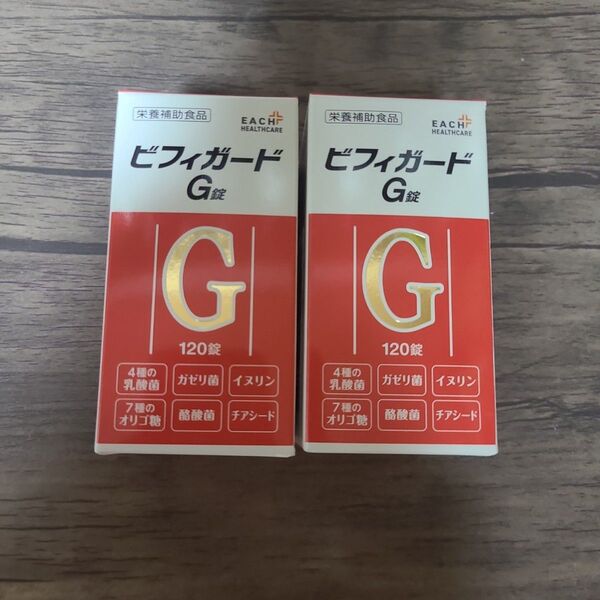 栄養補助食品
EACH
HEALTHCARE
ビフィガード
G錠
G
120錠
4種の
乳酸菌
ガゼリ菌
イヌリン
7種の
オリゴ糖
酪酸菌
チアシード
栄養補助食品
EACH
HEALTHCARE
ビフィガード
G錠
G
120錠
4種の
乳酸菌
ガゼリ菌
イヌリン
7種の
オリゴ糖
酪酸菌
チアシード